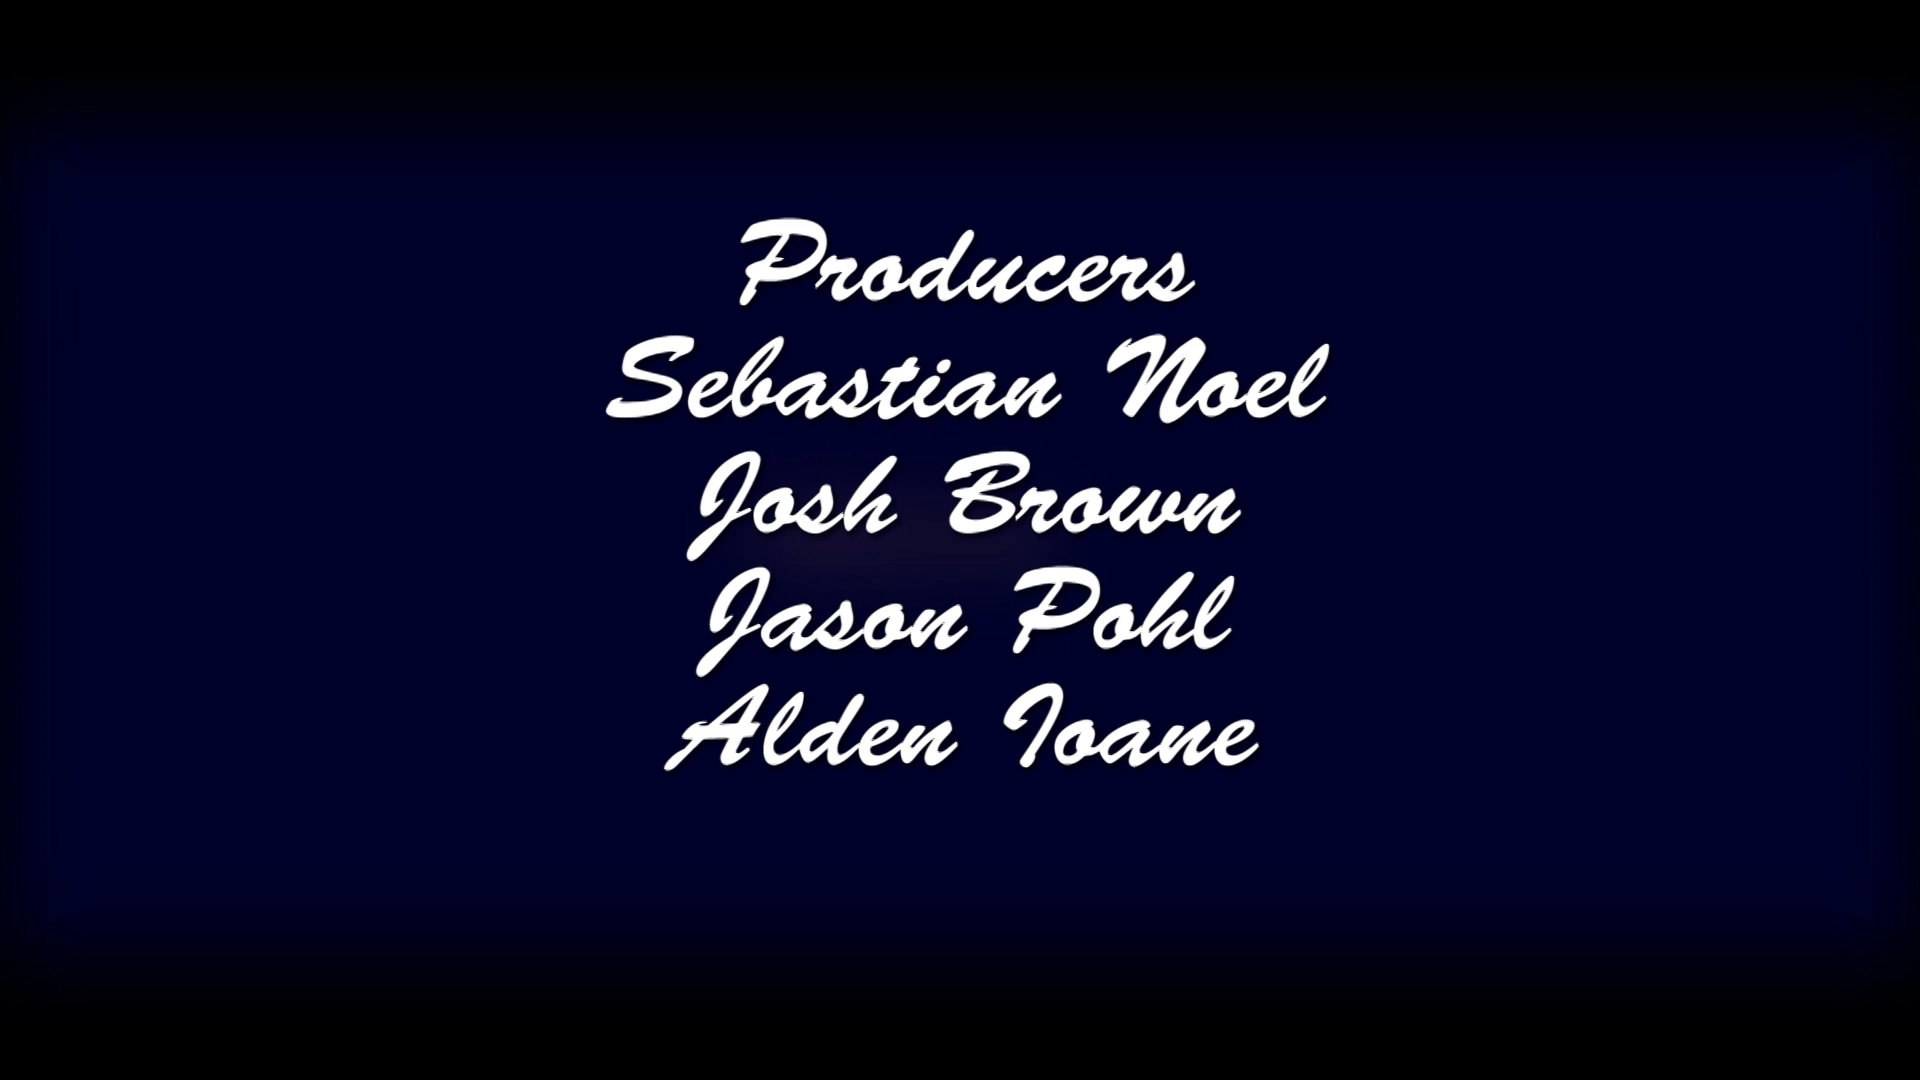 Producers
Sebastian Noel
Josh Brown
Jason Pohl
Alden Ioane